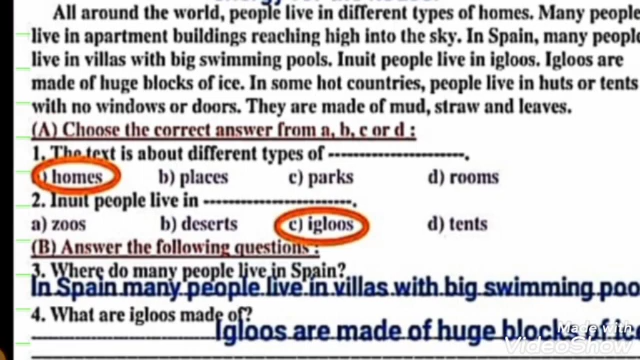 All around the world, people live in different types of homes. Many people
live in apartment buildings reaching high into the sky. In Spain, many people
live in villas with big swimming pools. Inuit people live in igloos. Igloos are
made of huge blocks of ice. In some hot countries, people live in huts or tents
with no windows or doors. They are made of mud, straw and leaves.
(A) Choose the correct answer from a, b, c or d :
1. The text is about different types of --------------------.
) homes b) places c) parks d) rooms
2. Inuit people live in ----------------------.
a) zoos b) deserts c) igloos d) tents
(B) Answer the following questions :
3. Where do many people live in Spain?
In Spain many people live in villas with big swimming poo
4. What are igloos made of?
Igloos are made of huge blocks of
Made with
VideoShow